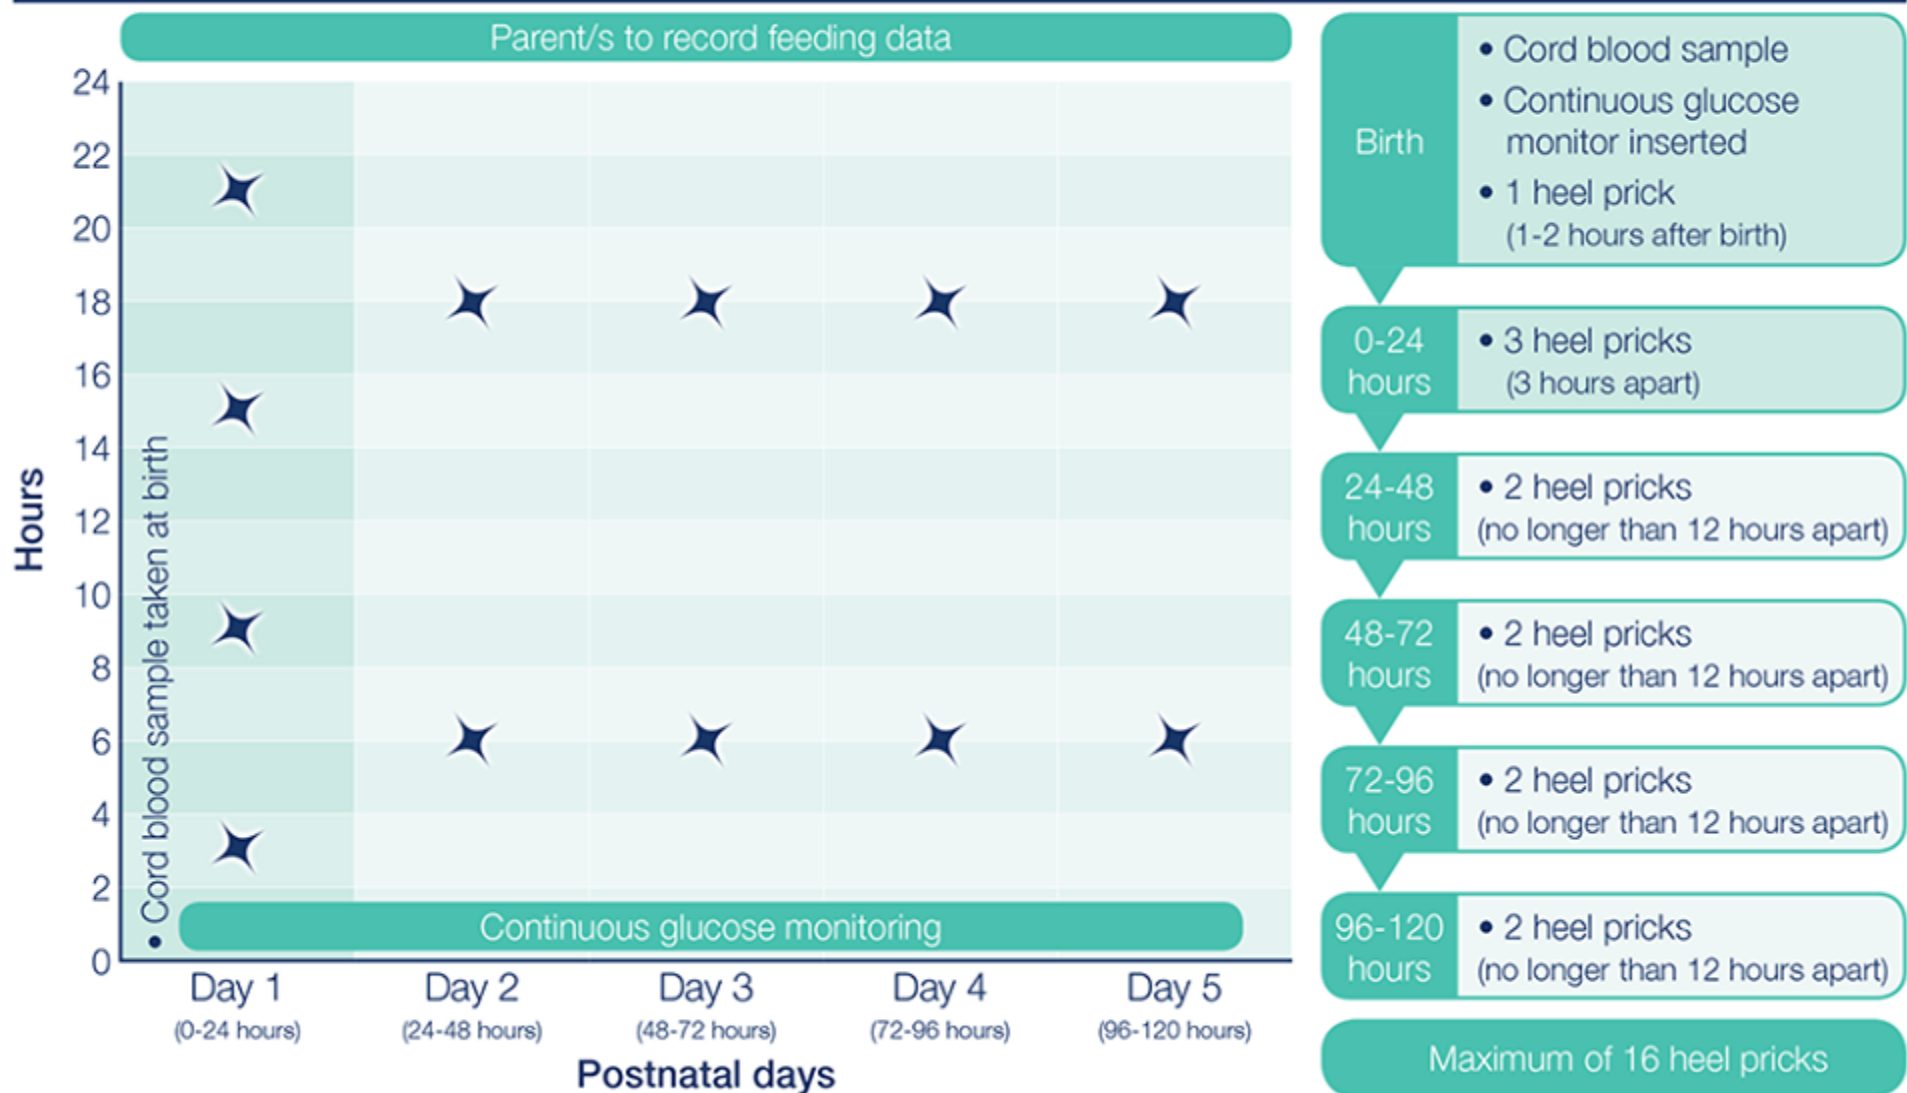 Parent/s to record feeding data
24
22
20
18
16
14
12
10
8
6
4
2
0
Hours
• Cord blood sample taken at birth
Continuous glucose monitoring
Day 1
(0-24 hours)
Day 2
(24-48 hours)
Day 3
(48-72 hours)
Day 4
(72-96 hours)
Day 5
(96-120 hours)
Postnatal days
Birth
• Cord blood sample
• Continuous glucose
monitor inserted
• 1 heel prick
(1-2 hours after birth)
0-24
hours
• 3 heel pricks
(3 hours apart)
24-48
hours
• 2 heel pricks
(no longer than 12 hours apart)
48-72
hours
• 2 heel pricks
(no longer than 12 hours apart)
72-96
hours
• 2 heel pricks
(no longer than 12 hours apart)
96-120
hours
• 2 heel pricks
(no longer than 12 hours apart)
Maximum of 16 heel pricks